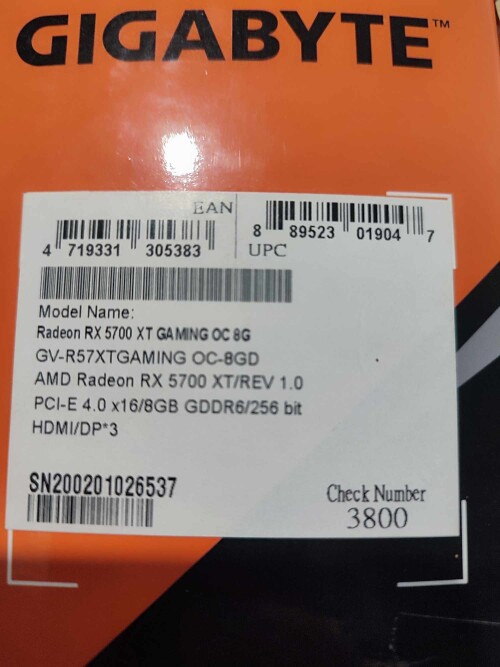 GIGABYTE™
EAN
4 719331 305383
8 89523 01904 7
UPC
Model Name:
Radeon RX 5700 XT GAMING OC 8G
GV-R57XTGAMING OC-8GD
AMD Radeon RX 5700 XT/REV 1.0
PCI-E 4.0 x16/8GB GDDR6/256 bit
HDMI/DP*3
SN200201026537
Check Number
3800